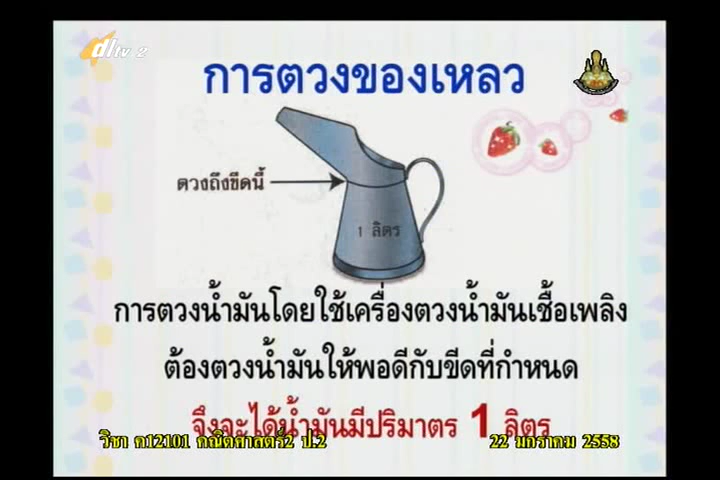 dltv 2
การตวงของเหลว
ตวงถึงขีดนี้
1 ลิตร
การตวงน้ำมันโดยใช้เครื่องตวงน้ำมันเชื้อเพลิง
ต้องตวงน้ำมันให้พอดีกับขีดที่กำหนด
จึงจะได้น้ำมันมีปริมาตร 1 ลิตร
วิชา ค12101 คณิตศาสตร์2 ป.2 22 มกราคม 2558